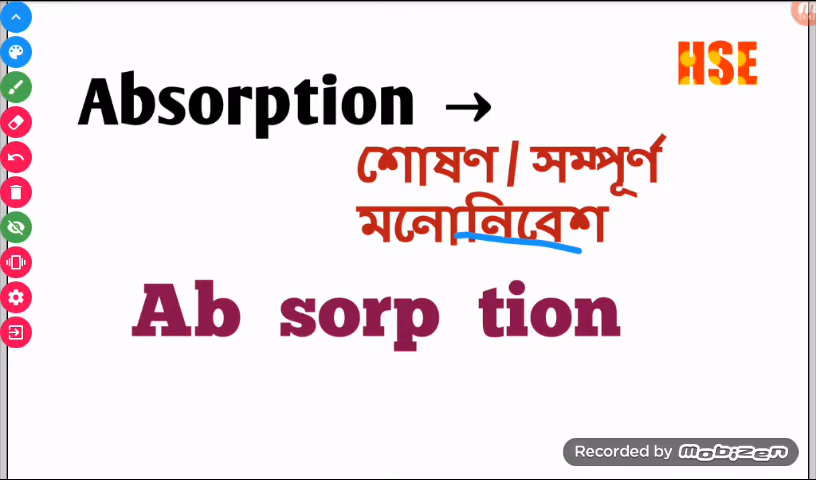 HSE
Absorption →
শোষণ / সম্পূর্ণ
মনোনিবেশ
Ab sorp tion
Recorded by Mobizen